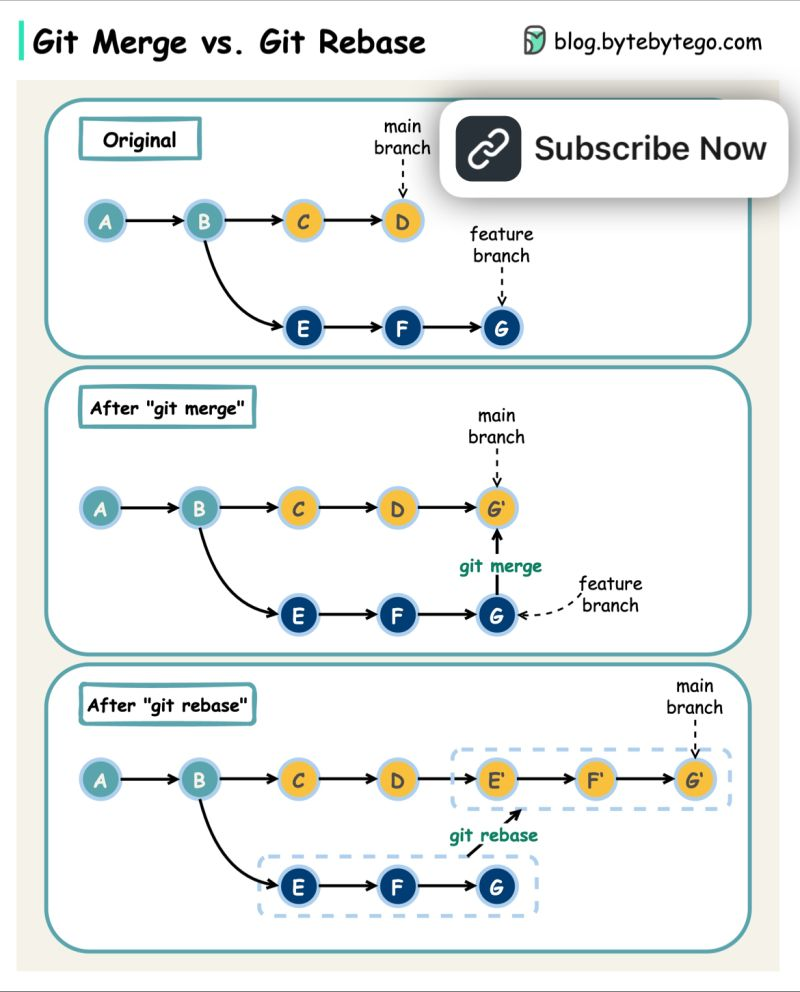 Git Merge vs. Git Rebase
blog.bytebytego.com
Subscribe Now
Original
main
branch
A
B
C
D
feature
branch
E
F
G
After "git merge"
main
branch
A
B
C
D
G'
git merge
feature
branch
E
F
G
After "git rebase"
main
branch
A
B
C
D
E'
F'
G'
git rebase
E
F
G